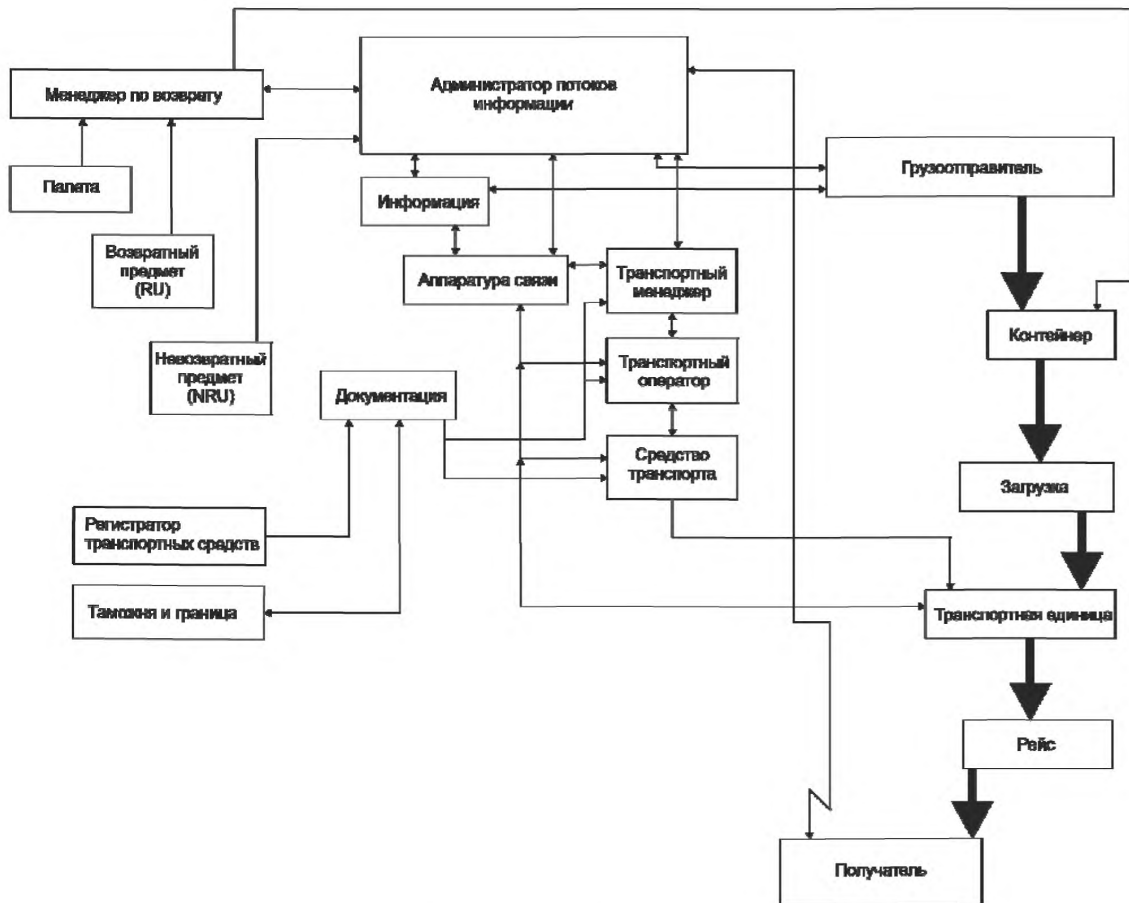 Менеджер по возврату
Администратор потоков
информации
Палета
Информация
Грузоотправитель
Возвратный
предмет
(RU)
Аппаратура связи
Транспортный
менеджер
Контейнер
Невозвратный
предмет
(NRU)
Документация
Транспортный
оператор
Средство
транспорта
Загрузка
Регистратор
транспортных средств
Таможня и граница
Транспортная единица
Рейс
Получатель